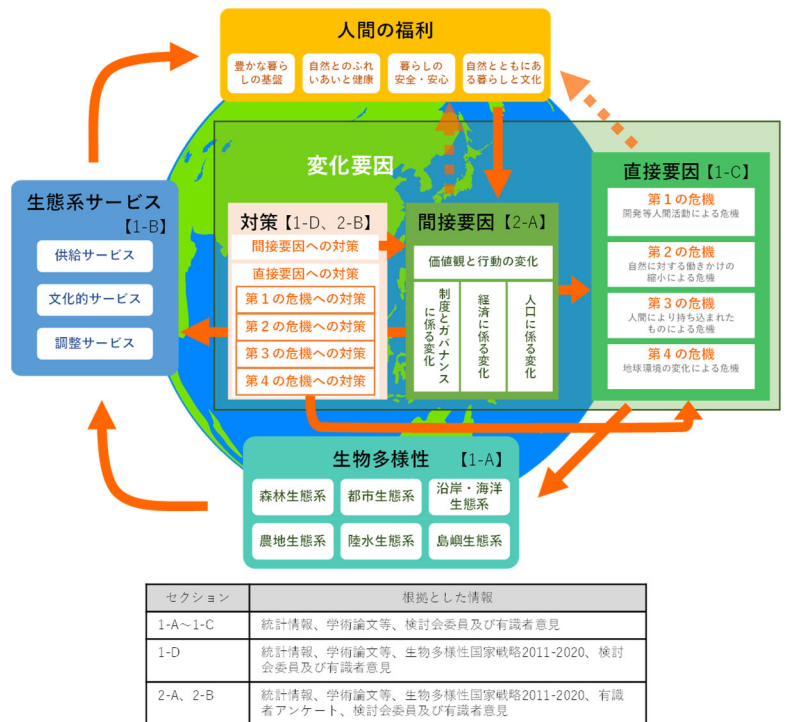 人間の福利
豊かな暮ら
しの基盤
自然とのふれ
いあいと健康
暮らしの
安全・安心
自然とともにあ
る暮らしと文化
変化要因
生態系サービス
【1-B】
供給サービス
文化的サービス
調整サービス
対策【1-D、2-B】
間接要因への対策
直接要因への対策
第１の危機への対策
第２の危機への対策
第３の危機への対策
第４の危機への対策
間接要因【2-A】
価値観と行動の変化
制度とガバナンス
に係る変化
経済に係る変化
人口に係る変化
直接要因【1-C】
第１の危機
開発等人間活動による危機
第２の危機
自然に対する働きかけの
縮小による危機
第３の危機
人間により持ち込まれた
ものによる危機
第４の危機
地球環境の変化による危機
生物多様性 【1-A】
森林生態系
都市生態系
沿岸・海洋
生態系
農地生態系
陸水生態系
島嶼生態系
セクション 根拠とした情報
1-A～1-C 統計情報、学術論文等、検討会委員及び有識者意見
1-D 統計情報、学術論文等、生物多様性国家戦略2011-2020、検討
会委員及び有識者意見
2-A、2-B 統計情報、学術論文等、生物多様性国家戦略2011-2020、有識
者アンケート、検討会委員及び有識者意見